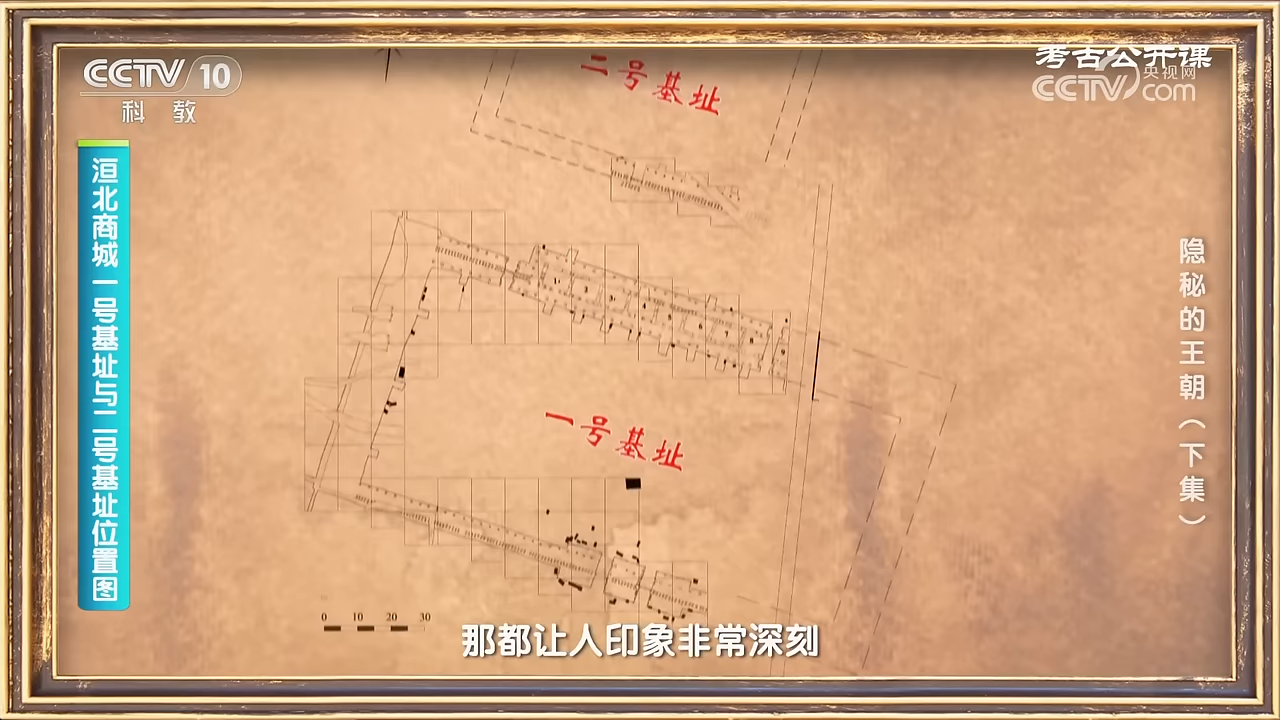 考古公开课
CCTV 10
科教
央视网
CCTV com
二号基址
洹北商城 一号基址与二号基址位置图
隐秘的王朝（下集）
一号基址
0 10 20 30
那都让人印象非常深刻